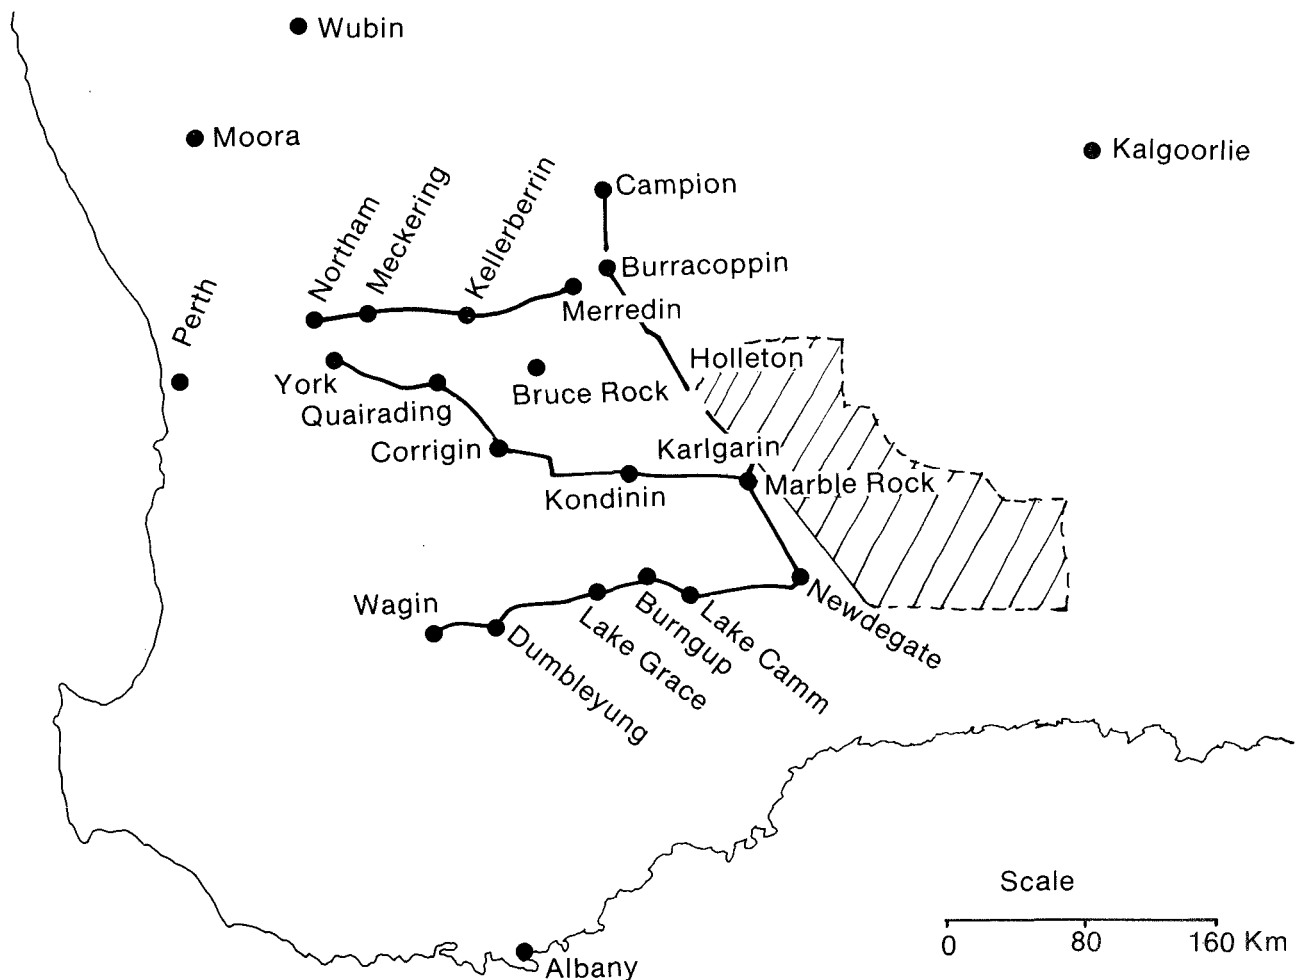 Wubin
Moora
Kalgoorlie
Campion
Northam
Meckering
Kellerberrin
Burracoppin
Perth
Merredin
Holleton
York
Bruce Rock
Quairading
Corrigin
Karlgarin
Marble Rock
Kondinin
Wagin
Dumbleyung
Lake Grace
Burngup
Lake Camm
Newdegate
Scale
0 80 160 Km
Albany